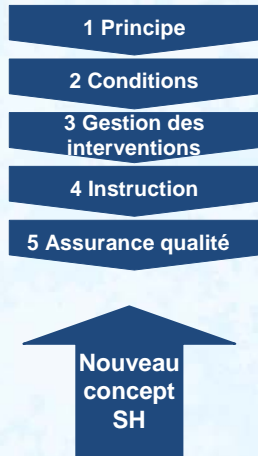 1 Principe
2 Conditions
3 Gestion des
interventions
4 Instruction
5 Assurance qualité
Nouveau
concept
SH